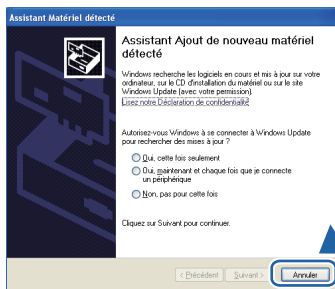 Assistant Matériel détecté
Assistant Ajout de nouveau matériel
détecté
Windows recherche les logiciels en cours et mis à jour sur votre
ordinateur, sur le CD d'installation du matériel ou sur le site
Windows Update (avec votre permission).
Lisez notre Déclaration de confidentialité
Autorisez-vous Windows à se connecter à Windows Update
pour rechercher des mises à jour ?
Oui, cette fois seulement
Oui, maintenant et chaque fois que je connecte
un périphérique
Non, pas pour cette fois
Cliquez sur Suivant pour continuer.
< Précédent Suivant > Annuler